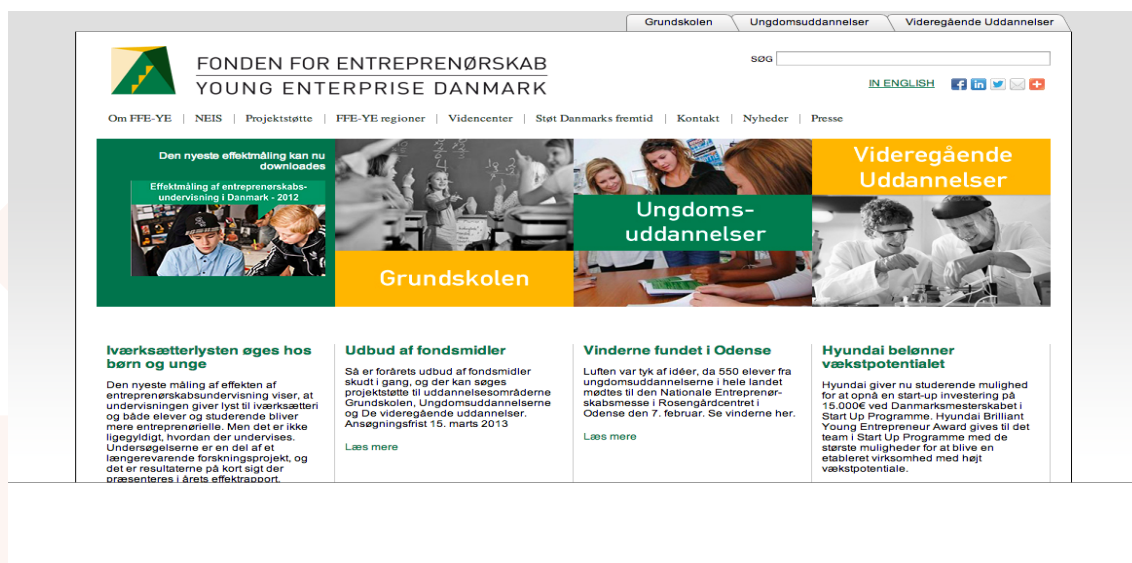 Grundskolen
Ungdomsuddannelser
Videregående Uddannelser
FONDEN FOR ENTREPRENØRSKAB
YOUNG ENTERPRISE DANMARK
SØG
IN ENGLISH
Om FFE-YE | NEIS | Projektstøtte | FFE-YE regioner | Videncenter | Støt Danmarks fremtid | Kontakt | Nyheder | Presse
Den nyeste effektmåling kan nu
downloades
Effektmåling af entreprenørskabs-
undervisning i Danmark - 2012
Grundskolen
Ungdoms-
uddannelser
Videregående
Uddannelser
Iværksætterlysten øges hos
børn og unge
Den nyeste måling af effekten af
entreprenørskabsundervisning viser, at
undervisningen giver lyst til iværksætteri
og både elever og studerende bliver
mere entreprenørielle. Men det er ikke
ligegyldigt, hvordan der undervises.
Undersøgelserne er en del af et
længerevarende forskningsprojekt, og
det er resultaterne på kort sigt der
præsenteres i årets effektrapport.
Udbud af fondsmidler
Så er forårets udbud af fondsmidler
skudt i gang, og der kan søges
projektstøtte til uddannelsesområderne
Grundskolen, Ungdomsuddannelserne
og De videregående uddannelser.
Ansøgningsfrist 15. marts 2013
Læs mere
Vinderne fundet i Odense
Luften var tyk af idéer, da 550 elever fra
ungdomsuddannelserne i hele landet
mødtes til den Nationale Entreprenør-
skabsmesse i Rosengårdcentret i
Odense den 7. februar. Se vinderne her.
Læs mere
Hyundai belønner
vækstpotentialet
Hyundai giver nu studerende mulighed
for at opnå en start-up investering på
15.000€ ved Danmarksmesterskabet i
Start Up Programme. Hyundai Brilliant
Young Entrepreneur Award gives til det
team i Start Up Programme med de
største muligheder for at blive en
etableret virksomhed med højt
vækstpotentiale.